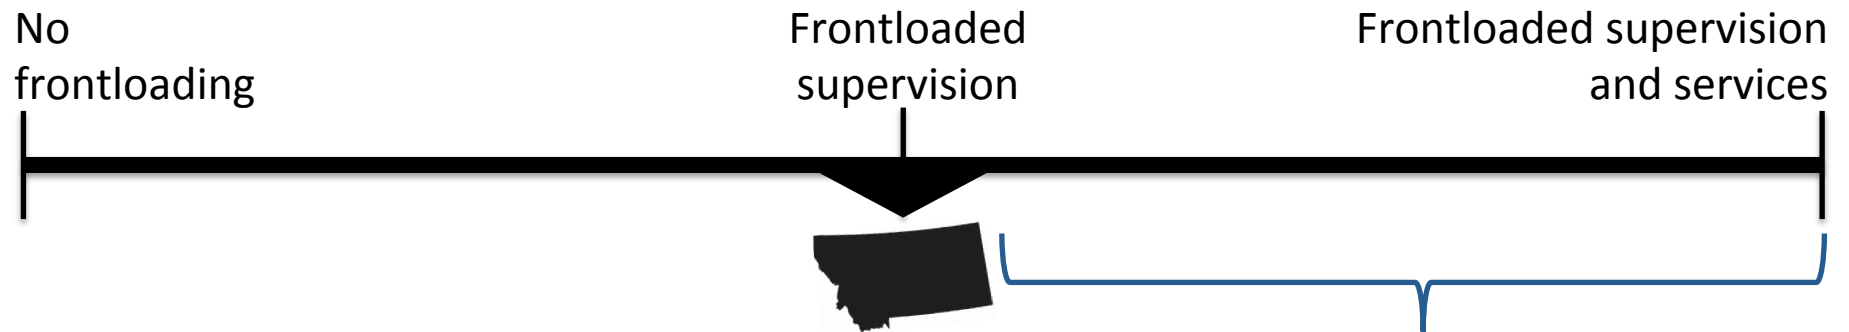 No
frontloading
Frontloaded
supervision
Frontloaded supervision
and services